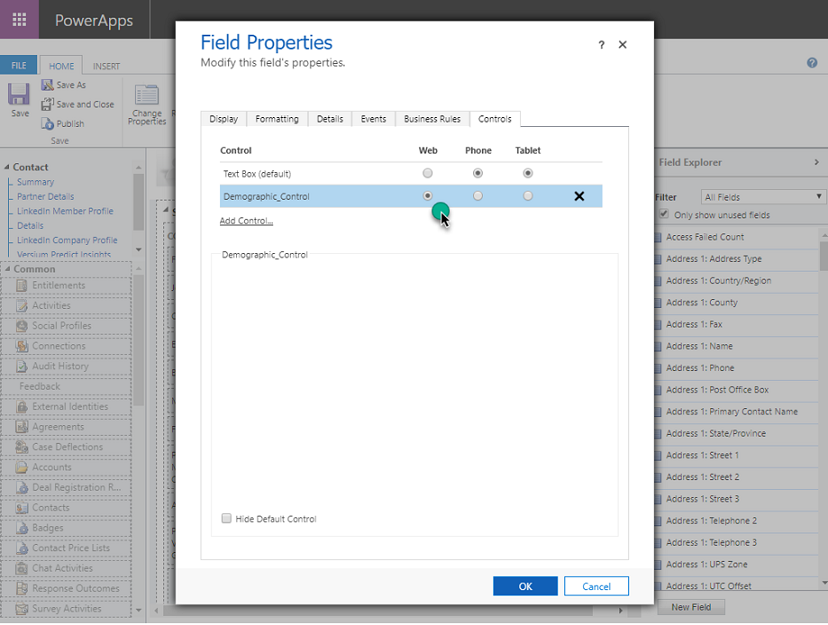 PowerApps
FILE
HOME
INSERT
Save
Save As
Save and Close
Publish
Save
Change
Properties
Contact
Summary
Partner Details
LinkedIn Member Profile
Details
LinkedIn Company Profile
Versium Predict Insights
Common
Entitlements
Activities
Social Profiles
Connections
Audit History
Feedback
External Identities
Agreements
Case Deflections
Accounts
Deal Registration R...
Contacts
Badges
Contact Price Lists
Chat Activities
Response Outcomes
Survey Activities
Field Properties
? ×
Modify this field's properties.
Display
Formatting
Details
Events
Business Rules
Controls
Control Web Phone Tablet
Text Box (default)
Demographic_Control
Add Control...
Demographic_Control
Hide Default Control
OK
Cancel
Field Explorer
Filter
All Fields
Only show unused fields
Access Failed Count
Address 1: Address Type
Address 1: Country/Region
Address 1: County
Address 1: Fax
Address 1: Name
Address 1: Phone
Address 1: Post Office Box
Address 1: Primary Contact Name
Address 1: State/Province
Address 1: Street 1
Address 1: Street 2
Address 1: Street 3
Address 1: Telephone 2
Address 1: Telephone 3
Address 1: UPS Zone
Address 1: UTC Offset
New Field